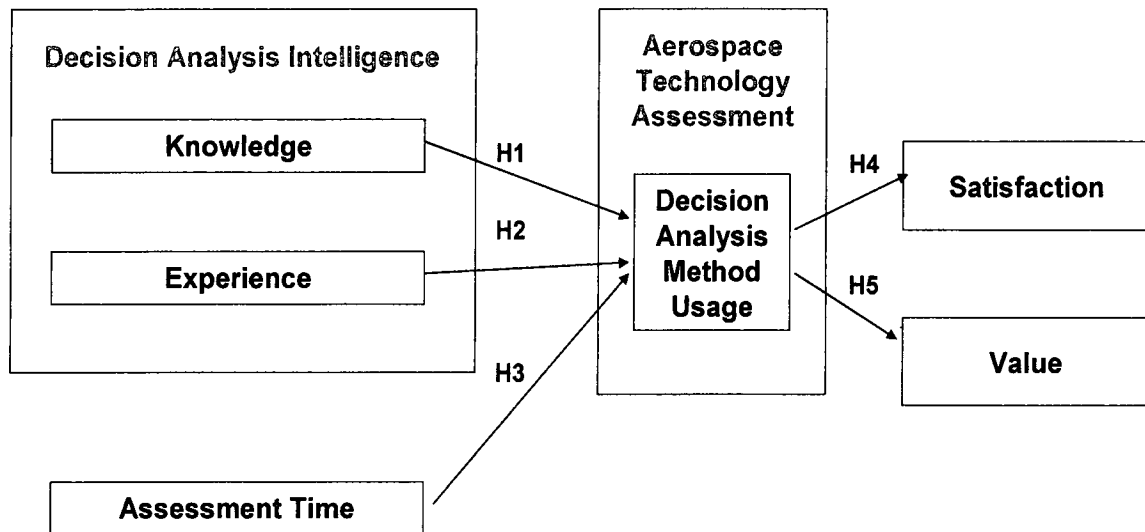 Decision Analysis Intelligence
Knowledge
Experience
Assessment Time
H1
H2
H3
Aerospace
Technology
Assessment
Decision
Analysis
Method
Usage
H4
H5
Satisfaction
Value